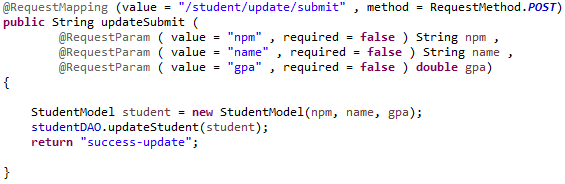 @RequestMapping (value = "/student/update/submit" , method = RequestMethod.POST)
public String updateSubmit (
@RequestParam ( value = "npm" , required = false ) String npm ,
@RequestParam ( value = "name" , required = false ) String name ,
@RequestParam ( value = "gpa" , required = false ) double gpa)
{
StudentModel student = new StudentModel(npm, name, gpa);
studentDAO.updateStudent(student);
return "success-update";
}